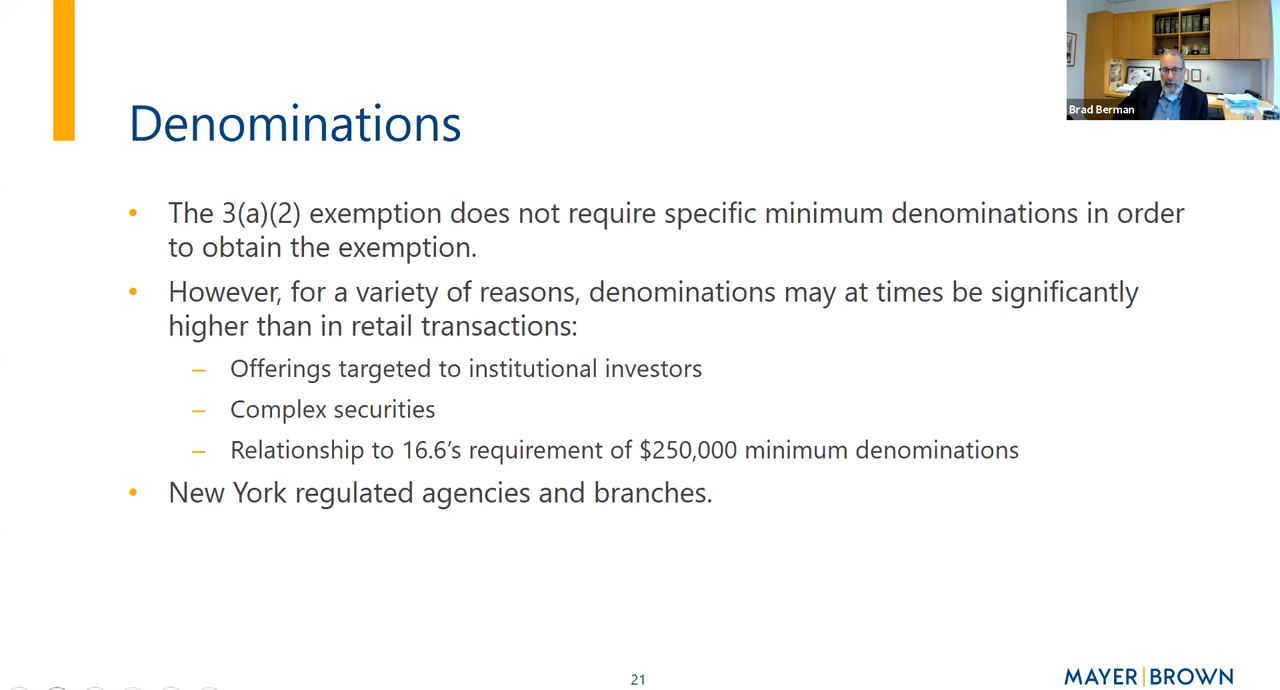 Brad Berman
Denominations
• The 3(a)(2) exemption does not require specific minimum denominations in order
to obtain the exemption.
• However, for a variety of reasons, denominations may at times be significantly
higher than in retail transactions:
– Offerings targeted to institutional investors
– Complex securities
– Relationship to 16.6’s requirement of $250,000 minimum denominations
• New York regulated agencies and branches.
21
MAYER|BROWN